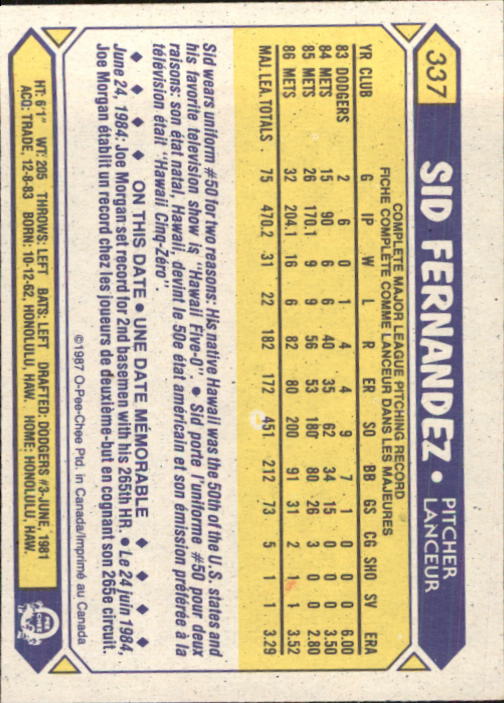 337
SID FERNANDEZ • PITCHER
LANCEUR
COMPLETE MAJOR LEAGUE PITCHING RECORD
FICHE COMPLÈTE COMME LANCEUR DANS LES MAJEURES
YR CLUB G IP W L R ER SO BB GS CG SHO SV ERA
83 DODGERS 2 6 0 1 4 4 9 7 1 0 0 0 6.00
84 METS 15 90 6 6 40 35 62 34 15 0 0 0 3.50
85 METS 26 170.1 9 9 56 53 180 80 26 3 0 0 2.80
86 METS 32 204.1 16 6 82 80 200 91 31 2 1 1 3.52
MAJ. LEA. TOTALS 75 470.2 31 22 182 172 451 212 73 5 1 1 3.29
Sid wears uniform #50 for two reasons: His native Hawaii was the 50th of the U.S. states and
his favorite television show is "Hawaii Five-0". • Sid porte l'uniforme #50 pour deux
raisons: son éta natal, Hawaii, devint le 50e état américain et son émission préférée à la
télévision était "Hawaii Cinq-Zéro".
♦ ♦ ♦ ♦ ON THIS DATE • UNE DATE MÉMORABLE ♦ ♦ ♦ ♦
June 24, 1984: Joe Morgan set record for 2nd basemen with his 265th HR. • Le 24 juin 1984,
Joe Morgan établit un record chez les joueurs de deuxième-but en cognant son 265e circuit.
©1987 O-Pee-Chee Ptd. in Canada/Imprimé au Canada
HT: 6'1" WT: 205 THROWS: LEFT BATS: LEFT DRAFTED: DODGERS #3-JUNE, 1981
ACQ: TRADE, 12-8-83 BORN: 10-12-62, HONOLULU, HAW. HOME: HONOLULU, HAW.
O-PEE-CHEE